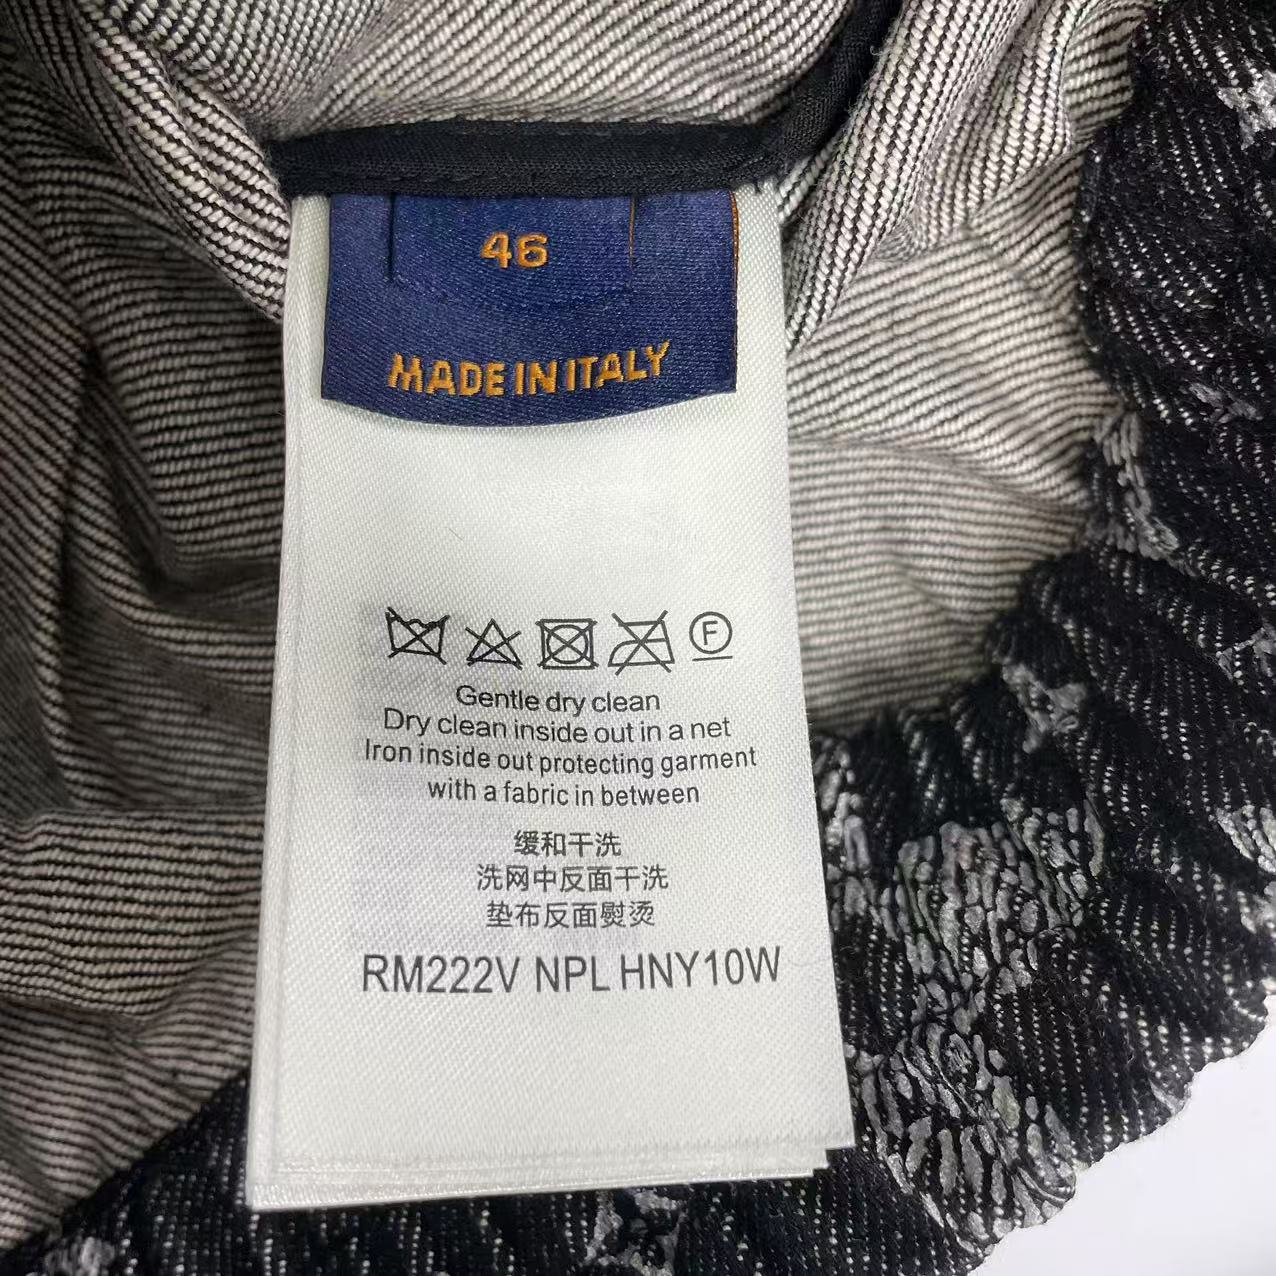 46
MADE IN ITALY
F
Gentle dry clean
Dry clean inside out in a net
Iron inside out protecting garment
with a fabric in between
缓和干洗
洗网中反面干洗
垫布反面熨烫
RM222V NPL HNY10W